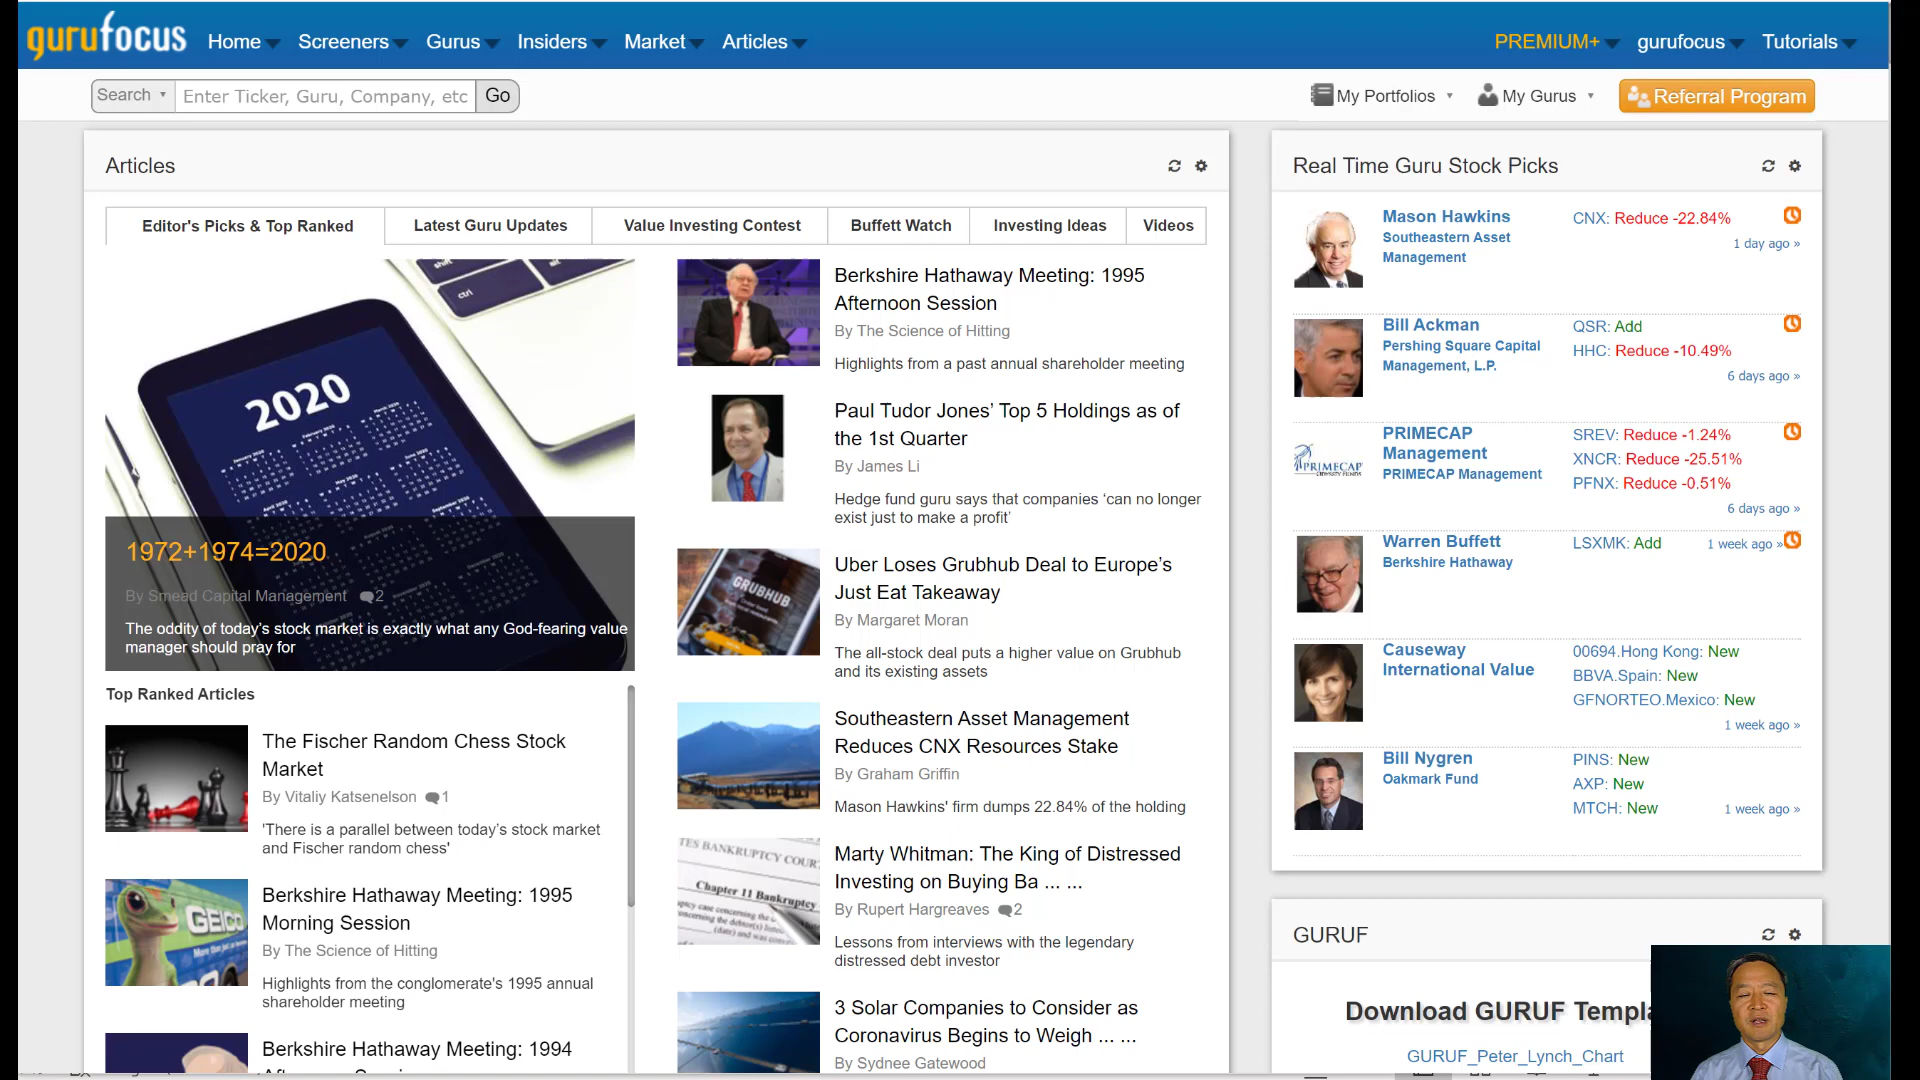 gurufocus
Home Screeners Gurus Insiders Market Articles
PREMIUM+ gurufocus Tutorials
Search
Enter Ticker, Guru, Company, etc
Go
My Portfolios
My Gurus
Referral Program
Articles
Editor's Picks & Top Ranked
Latest Guru Updates
Value Investing Contest
Buffett Watch
Investing Ideas
Videos
shift
ctrl
2020
1972+1974=2020
By Smead Capital Management 2
The oddity of today’s stock market is exactly what any God-fearing value
manager should pray for
Top Ranked Articles
The Fischer Random Chess Stock
Market
By Vitaliy Katsenelson 1
'There is a parallel between today’s stock market
and Fischer random chess'
GEICO
Berkshire Hathaway Meeting: 1995
Morning Session
By The Science of Hitting
Highlights from the conglomerate's 1995 annual
shareholder meeting
Berkshire Hathaway Meeting: 1994
Berkshire Hathaway Meeting: 1995
Afternoon Session
By The Science of Hitting
Highlights from a past annual shareholder meeting
Paul Tudor Jones’ Top 5 Holdings as of
the 1st Quarter
By James Li
Hedge fund guru says that companies ‘can no longer
exist just to make a profit’
GRUBHUB
Uber Loses Grubhub Deal to Europe’s
Just Eat Takeaway
By Margaret Moran
The all-stock deal puts a higher value on Grubhub
and its existing assets
Southeastern Asset Management
Reduces CNX Resources Stake
By Graham Griffin
Mason Hawkins' firm dumps 22.84% of the holding
TES BANKRUPTCY COUR
Chapter 11 Bankruptcy
Marty Whitman: The King of Distressed
Investing on Buying Ba ... ...
By Rupert Hargreaves 2
Lessons from interviews with the legendary
distressed debt investor
3 Solar Companies to Consider as
Coronavirus Begins to Weigh ... ...
By Sydnee Gatewood
Real Time Guru Stock Picks
Mason Hawkins
Southeastern Asset
Management
CNX: Reduce -22.84%
1 day ago »
Bill Ackman
Pershing Square Capital
Management, L.P.
QSR: Add
HHC: Reduce -10.49%
6 days ago »
PRIMECAP
PRIMECAP
Management
PRIMECAP Management
SREV: Reduce -1.24%
XNCR: Reduce -25.51%
PFNX: Reduce -0.51%
6 days ago »
Warren Buffett
Berkshire Hathaway
LSXMK: Add
1 week ago »
Causeway
International Value
00694.Hong Kong: New
BBVA.Spain: New
GFNORTEO.Mexico: New
1 week ago »
Bill Nygren
Oakmark Fund
PINS: New
AXP: New
MTCH: New
1 week ago »
GURUF
Download GURUF Templa
GURUF_Peter_Lynch_Chart